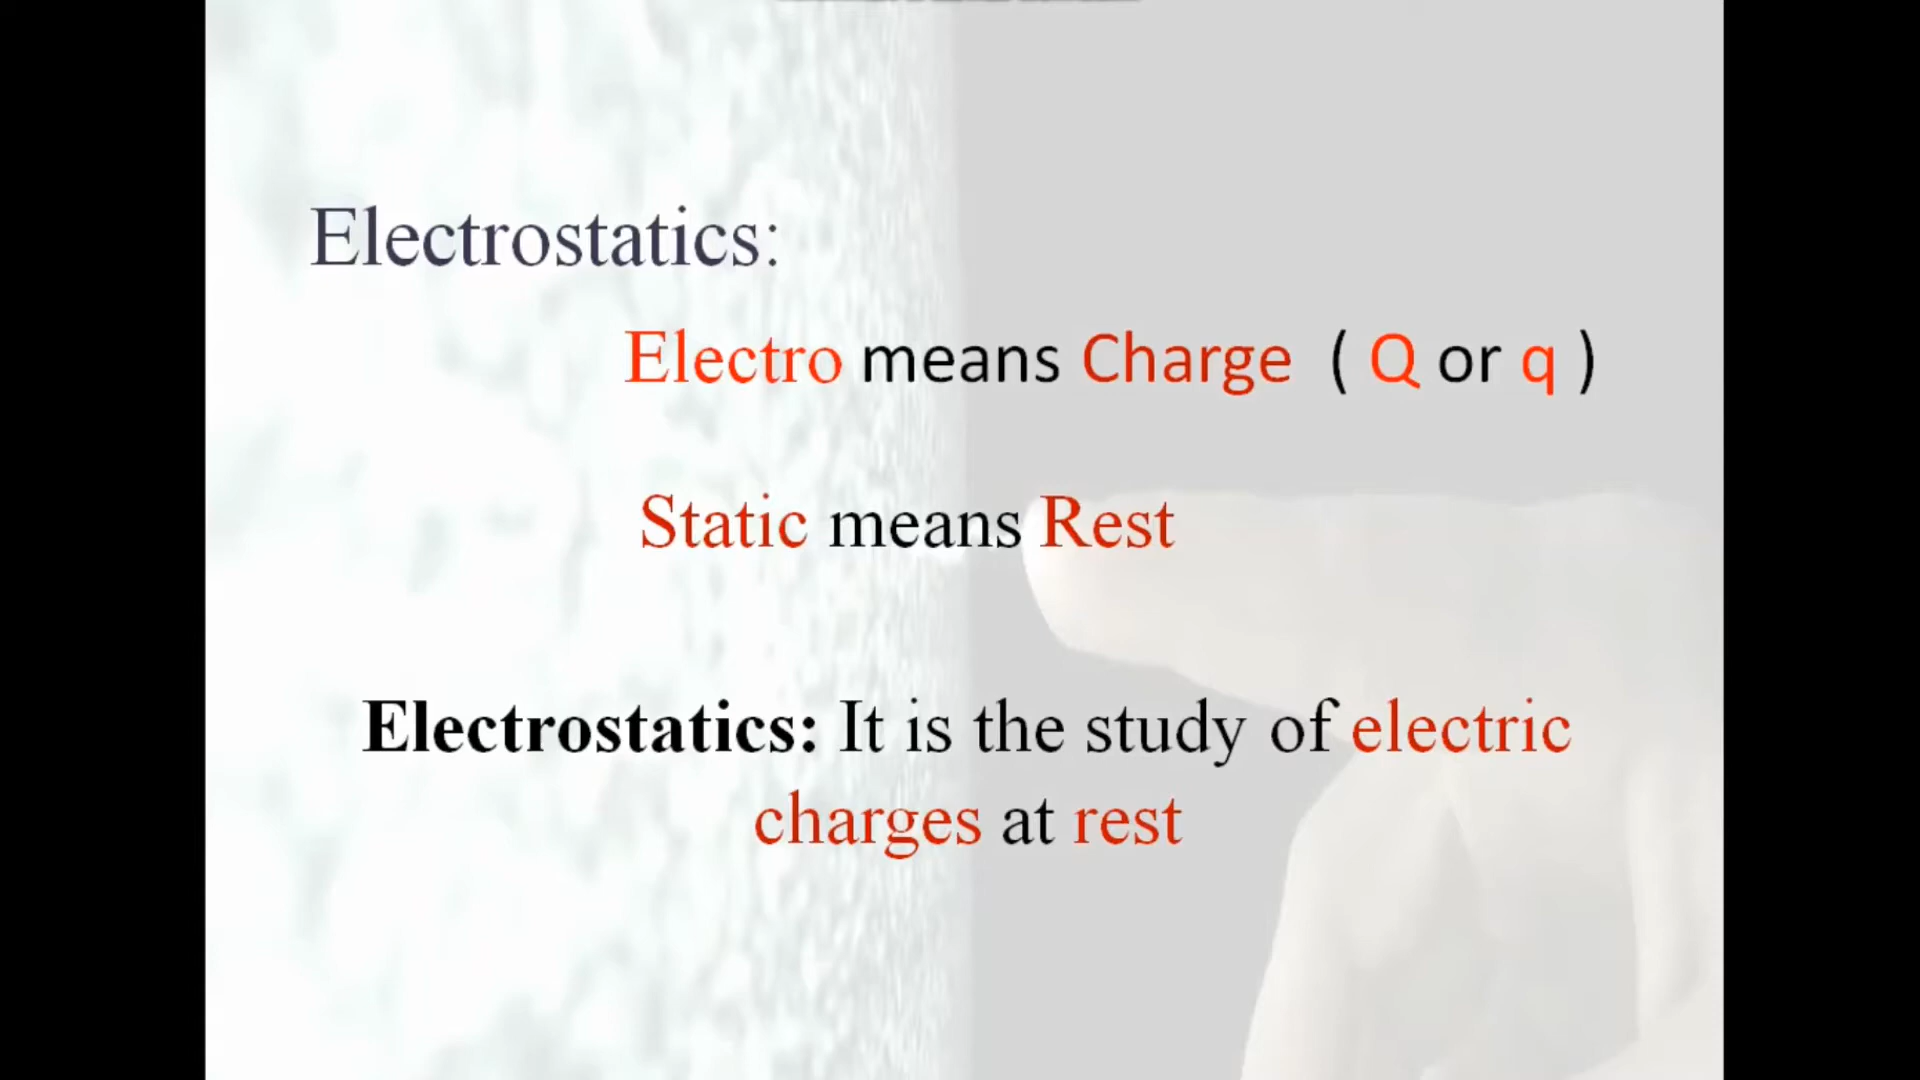 Electrostatics:
Electro means Charge ( Q or q )
Static means Rest
Electrostatics: It is the study of electric
charges at rest